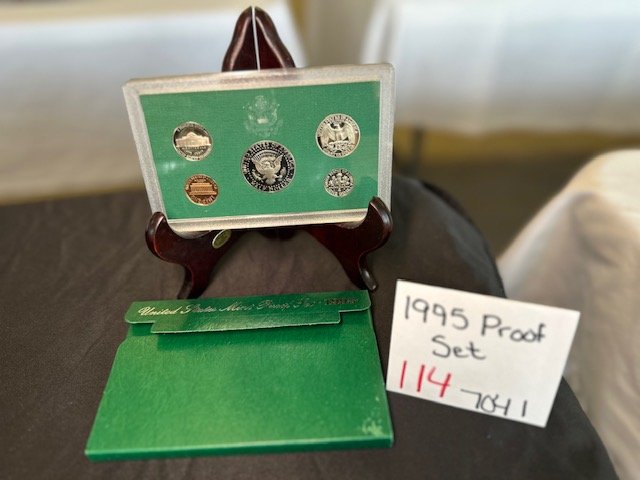 United States Mint Proof Set
1995 Proof
Set
114
7041